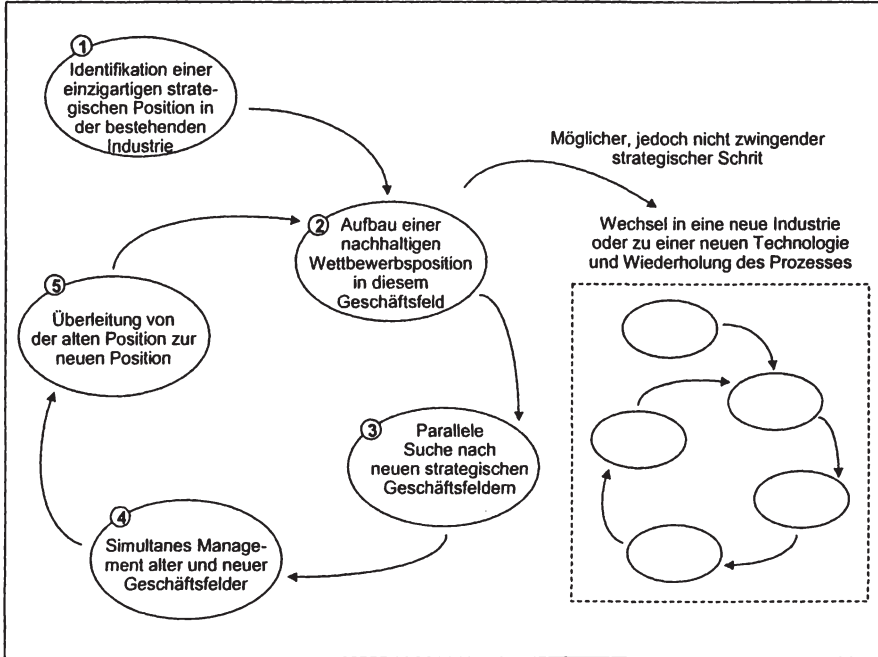 1
Identifikation einer
einzigartigen strate-
gischen Position in
der bestehenden
Industrie
Möglicher, jedoch nicht zwingender
strategischer Schrit
2
Aufbau einer
nachhaltigen
Wettbewerbsposition
in diesem
Geschäftsfeld
Wechsel in eine neue Industrie
oder zu einer neuen Technologie
und Wiederholung des Prozesses
3
Parallele
Suche nach
neuen strategischen
Geschäftsfeldern
4
Simultanes Manage-
ment alter und neuer
Geschäftsfelder
5
Überleitung von
der alten Position zur
neuen Position